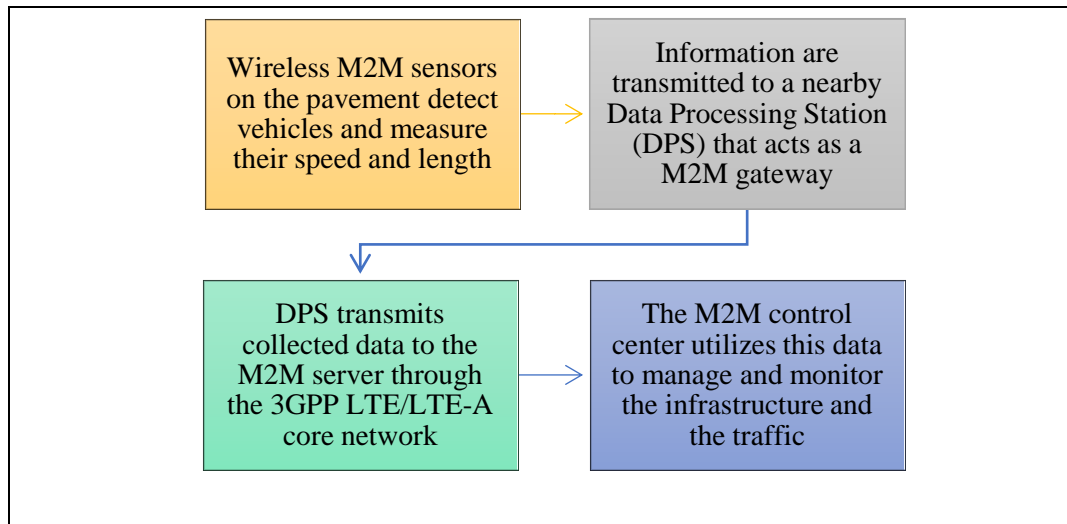 Wireless M2M sensors
on the pavement detect
vehicles and measure
their speed and length
Information are
transmitted to a nearby
Data Processing Station
(DPS) that acts as a
M2M gateway
DPS transmits
collected data to the
M2M server through
the 3GPP LTE/LTE-A
core network
The M2M control
center utilizes this data
to manage and monitor
the infrastructure and
the traffic